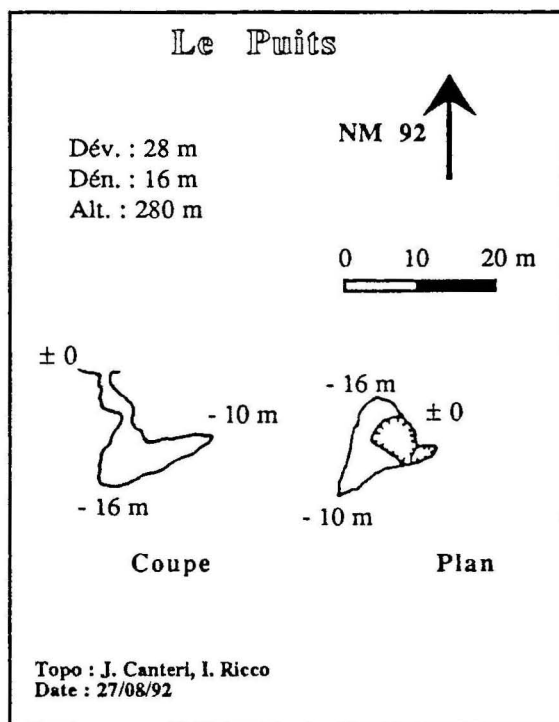 Le Puits
NM 92
Dév. : 28 m
Dén. : 16 m
Alt. : 280 m
0 10 20 m
± 0
- 10 m
- 16 m
Coupe
- 16 m
± 0
- 10 m
Plan
Topo : J. Canteri, I. Ricco
Date : 27/08/92